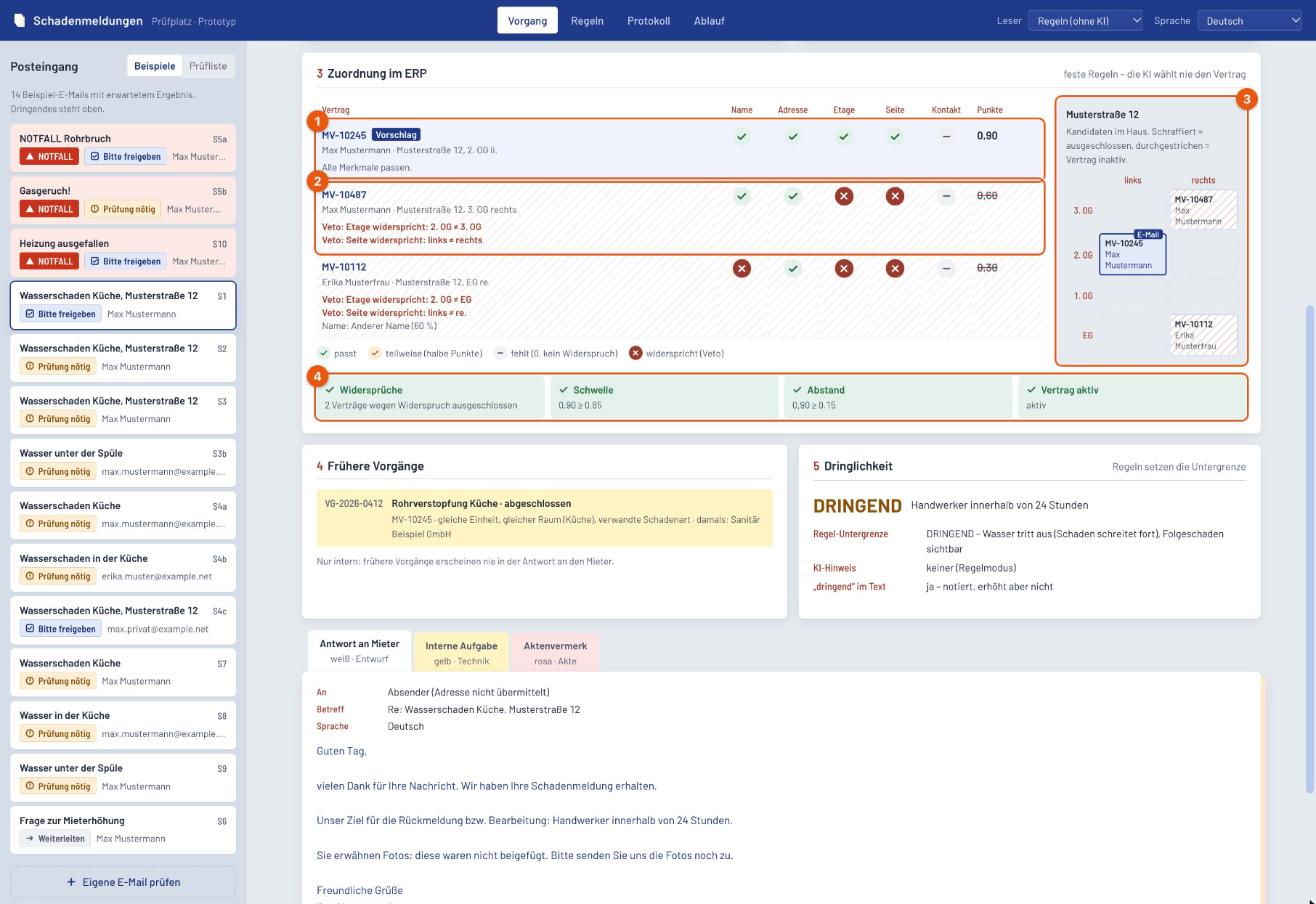 Schadenmeldungen Prüfplatz · Prototyp
Vorgang Regeln Protokoll Ablauf
Leser Regeln (ohne KI) Sprache Deutsch
Posteingang Beispiele Prüfliste
14 Beispiel-E-Mails mit erwartetem Ergebnis.
Dringendes steht oben.
NOTFALL Rohrbruch S5a
NOTFALL Bitte freigeben Max Muster...
Gasgeruch! S5b
NOTFALL Prüfung nötig Max Muster...
Heizung ausgefallen S10
NOTFALL Bitte freigeben Max Muster...
Wasserschaden Küche, Musterstraße 12 S1
Bitte freigeben Max Mustermann
Wasserschaden Küche, Musterstraße 12 S2
Prüfung nötig Max Mustermann
Wasserschaden Küche, Musterstraße 12 S3
Prüfung nötig Max Mustermann
Wasser unter der Spüle S3b
Prüfung nötig max.mustermann@example....
Wasserschaden Küche S4a
Prüfung nötig max.mustermann@example....
Wasserschaden in der Küche S4b
Prüfung nötig erika.muster@example.net
Wasserschaden Küche, Musterstraße 12 S4c
Bitte freigeben max.privat@example.net
Wasserschaden Küche S7
Prüfung nötig Max Mustermann
Wasser in der Küche S8
Prüfung nötig max.mustermann@example....
Wasser unter der Spüle S9
Prüfung nötig Max Mustermann
Frage zur Mieterhöhung S6
→ Weiterleiten Max Mustermann
+ Eigene E-Mail prüfen
3 Zuordnung im ERP feste Regeln – die KI wählt nie den Vertrag
Vertrag Name Adresse Etage Seite Kontakt Punkte
1
MV-10245 Vorschlag 0,90
Max Mustermann · Musterstraße 12, 2. OG li.
Alle Merkmale passen.
2
MV-10487 0,60
Max Mustermann · Musterstraße 12, 3. OG rechts
Veto: Etage widerspricht: 2. OG ≠ 3. OG
Veto: Seite widerspricht: links ≠ rechts
MV-10112 0,30
Erika Musterfrau · Musterstraße 12, EG re.
Veto: Etage widerspricht: 2. OG ≠ EG
Veto: Seite widerspricht: links ≠ re.
Name: Anderer Name (60 %)
passt teilweise (halbe Punkte) fehlt (0, kein Widerspruch) widerspricht (Veto)
3
Musterstraße 12
Kandidaten im Haus. Schraffiert =
ausgeschlossen, durchgestrichen =
Vertrag inaktiv.
links rechts
3. OG
MV-10487
Max
Mustermann
2. OG
E-Mail
MV-10245
Max
Mustermann
1. OG
EG
MV-10112
Erika
Musterfrau
4
Widersprüche
2 Verträge wegen Widerspruch ausgeschlossen
Schwelle
0,90 ≥ 0,65
Abstand
0,90 ≥ 0,15
Vertrag aktiv
aktiv
4 Frühere Vorgänge
VG-2026-0412 Rohrverstopfung Küche · abgeschlossen
MV-10245 · gleiche Einheit, gleicher Raum (Küche), verwandte Schadenart · damals: Sanitär
Beispiel GmbH
Nur intern: frühere Vorgänge erscheinen nie in der Antwort an den Mieter.
5 Dringlichkeit Regeln setzen die Untergrenze
DRINGEND Handwerker innerhalb von 24 Stunden
Regel-Untergrenze DRINGEND – Wasser tritt aus (Schaden schreitet fort), Folgeschaden
sichtbar
KI-Hinweis keiner (Regelmodus)
„dringend“ im Text ja – notiert, erhöht aber nicht
Antwort an Mieter
weiß · Entwurf
Interne Aufgabe
gelb · Technik
Aktenvermerk
rosa · Akte
An Absender (Adresse nicht übermittelt)
Betreff Re: Wasserschaden Küche, Musterstraße 12
Sprache Deutsch
Guten Tag,
vielen Dank für Ihre Nachricht. Wir haben Ihre Schadenmeldung erhalten.
Unser Ziel für die Rückmeldung bzw. Bearbeitung: Handwerker innerhalb von 24 Stunden.
Sie erwähnen Fotos; diese waren nicht beigefügt. Bitte senden Sie uns die Fotos noch zu.
Freundliche Grüße